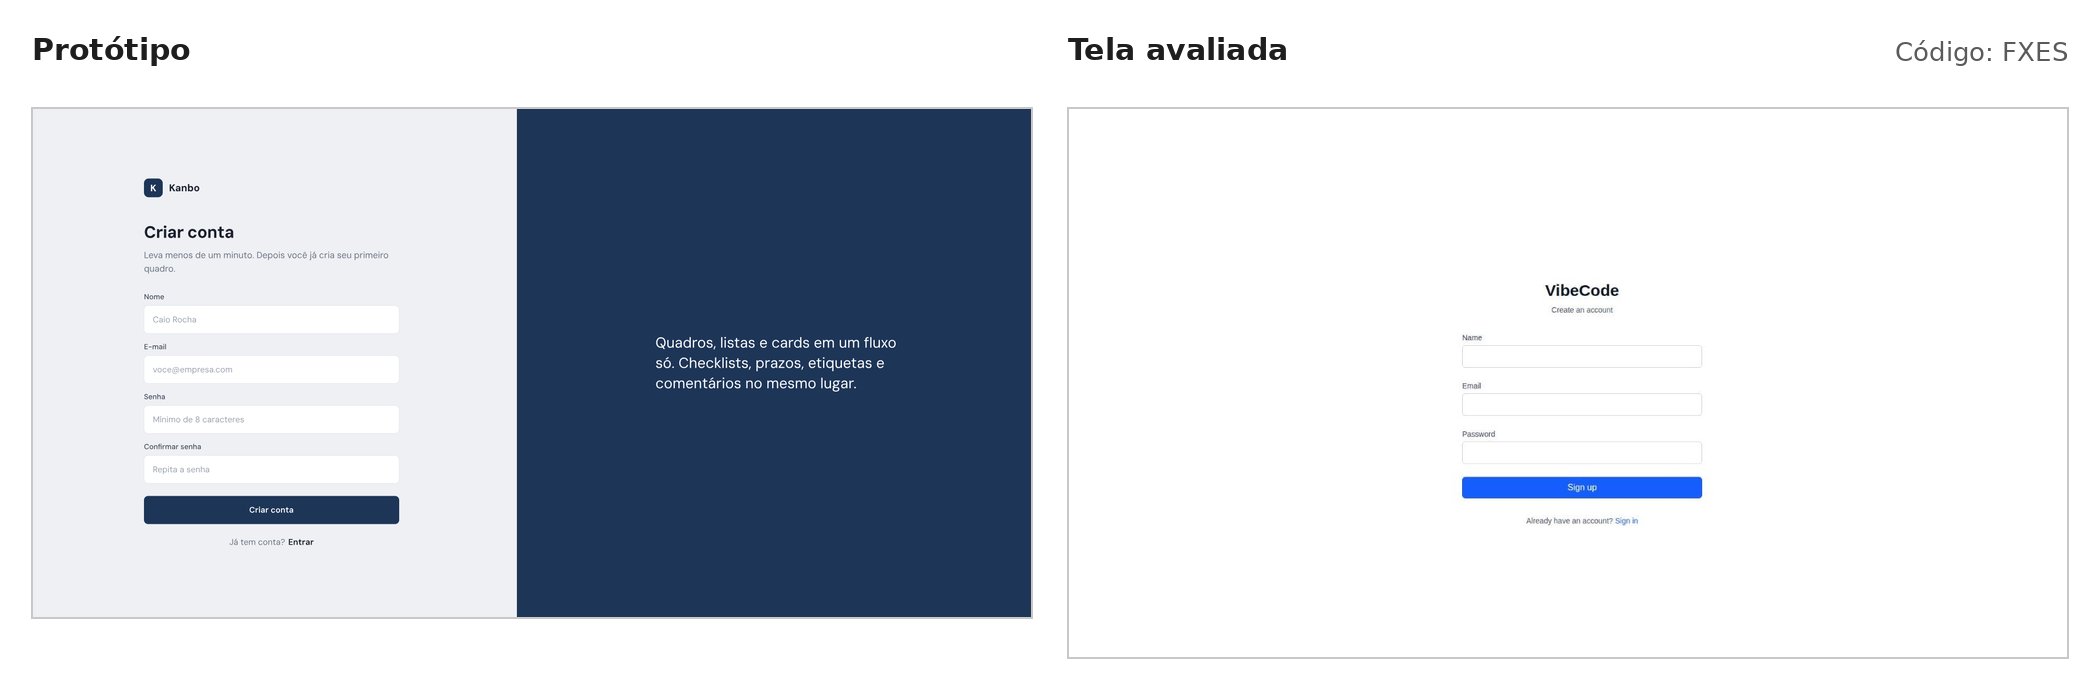 Protótipo
K Kanbo
Criar conta
Leva menos de um minuto. Depois você já cria seu primeiro
quadro.
Nome
Caio Rocha
E-mail
voce@empresa.com
Senha
Mínimo de 8 caracteres
Confirmar senha
Repita a senha
Criar conta
Já tem conta? Entrar
Quadros, listas e cards em um fluxo
só. Checklists, prazos, etiquetas e
comentários no mesmo lugar.
Tela avaliada
Código: FXES
VibeCode
Create an account
Name
Email
Password
Sign up
Already have an account? Sign in